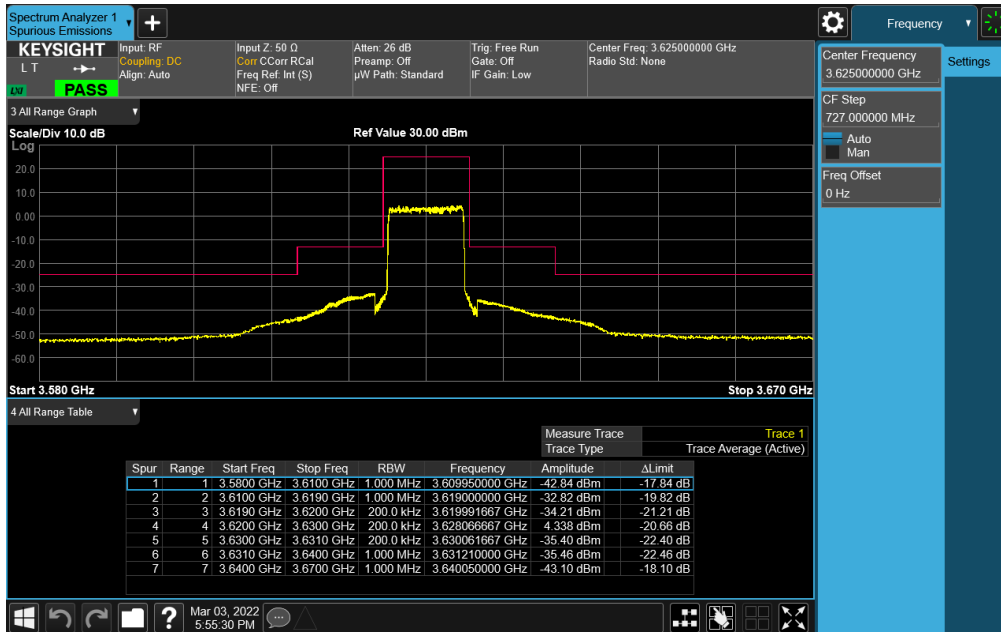 Spectrum Analyzer 1
Spurious Emissions
Frequency
KEYSIGHT
L T
LXI
PASS
Input: RF
Coupling: DC
Align: Auto
Input Z: 50 Ω
Corr CCorr RCal
Freq Ref: Int (S)
NFE: Off
Atten: 26 dB
Preamp: Off
µW Path: Standard
Trig: Free Run
Gate: Off
IF Gain: Low
Center Freq: 3.625000000 GHz
Radio Std: None
Center Frequency
3.625000000 GHz
Settings
CF Step
727.000000 MHz
Auto
Man
Freq Offset
0 Hz
3 All Range Graph
Scale/Div 10.0 dB
Ref Value 30.00 dBm
Log
20.0
10.0
0.00
-10.0
-20.0
-30.0
-40.0
-50.0
-60.0
Start 3.580 GHz
Stop 3.670 GHz
4 All Range Table
Measure Trace Trace 1
Trace Type Trace Average (Active)
Spur Range Start Freq Stop Freq RBW Frequency Amplitude ΔLimit
1 1 3.5800 GHz 3.6100 GHz 1.000 MHz 3.609950000 GHz -42.84 dBm -17.84 dB
2 2 3.6100 GHz 3.6190 GHz 1.000 MHz 3.619000000 GHz -32.82 dBm -19.82 dB
3 3 3.6190 GHz 3.6200 GHz 200.0 kHz 3.619991667 GHz -34.21 dBm -21.21 dB
4 4 3.6200 GHz 3.6300 GHz 200.0 kHz 3.628066667 GHz 4.338 dBm -20.66 dB
5 5 3.6300 GHz 3.6310 GHz 200.0 kHz 3.630061667 GHz -35.40 dBm -22.40 dB
6 6 3.6310 GHz 3.6400 GHz 1.000 MHz 3.631210000 GHz -35.46 dBm -22.46 dB
7 7 3.6400 GHz 3.6700 GHz 1.000 MHz 3.640050000 GHz -43.10 dBm -18.10 dB
?
Mar 03, 2022
5:55:30 PM